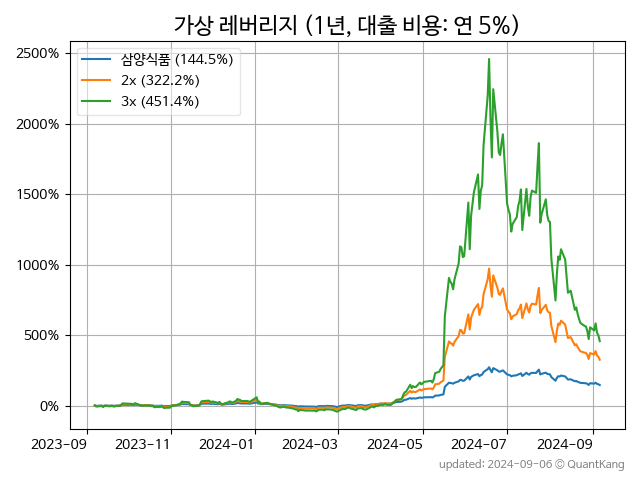 가상 레버리지 (1년, 대출 비용: 연 5%)
삼양식품 (144.5%)
2x (322.2%)
3x (451.4%)
2500%
2000%
1500%
1000%
500%
0%
2023-09
2023-11
2024-01
2024-03
2024-05
2024-07
2024-09
updated: 2024-09-06 © QuantKang